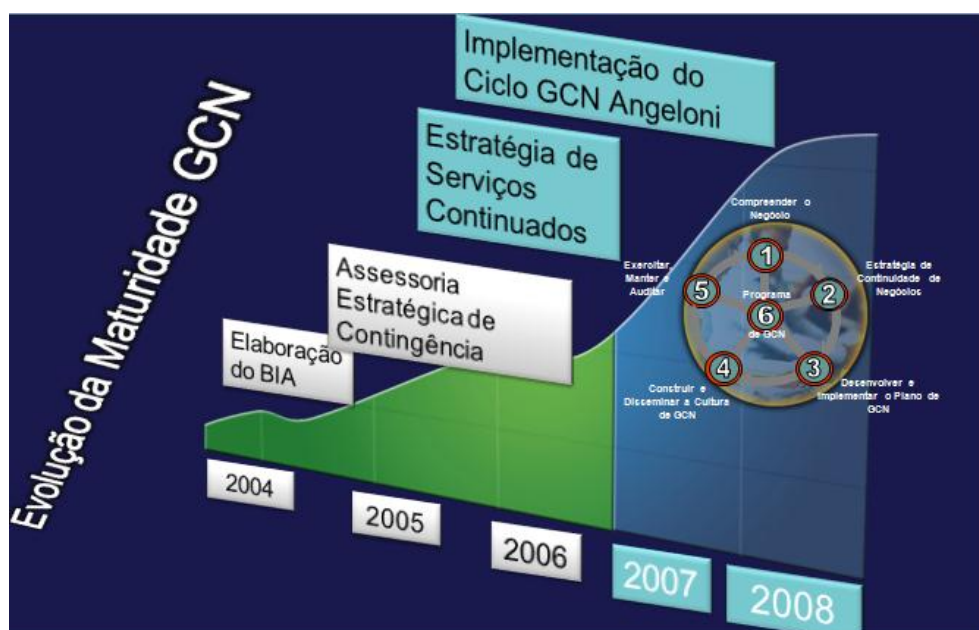 Evolução da Maturidade GCN
Implementação do
Ciclo GCN Angeloni
Estratégia de
Serviços
Continuados
Assessoria
Estratégica de
Contingência
Elaboração
do BIA
Compreender o
Negócio
1
Exercitar,
Manter e
Auditar
5
Estratégia de
Continuidade de
Negócios
2
Programa
6
de GCN
4
3
Construir e
Disseminar a Cultura
de GCN
Desenvolver e
Implementar o Plano de
GCN
2004
2005
2006
2007
2008